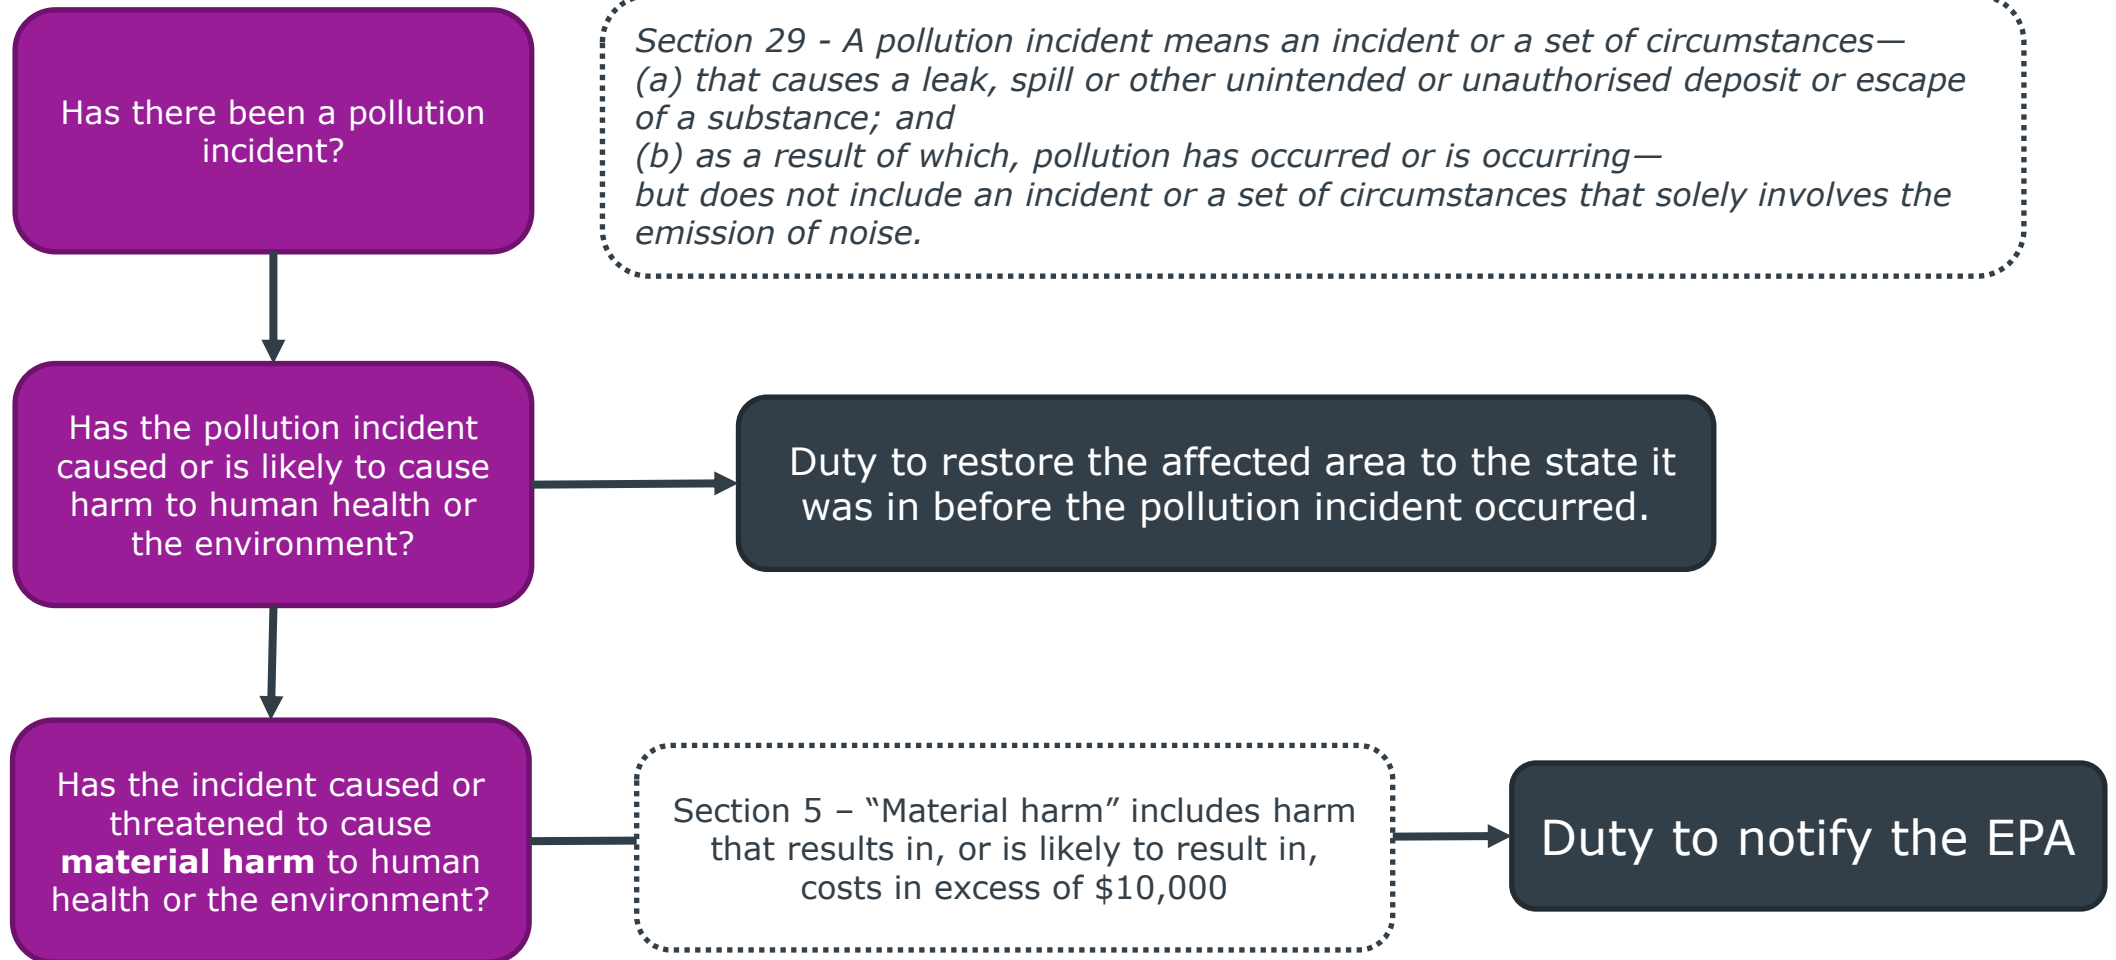 Has there been a pollution
incident?
Section 29 - A pollution incident means an incident or a set of circumstances—
(a) that causes a leak, spill or other unintended or unauthorised deposit or escape
of a substance; and
(b) as a result of which, pollution has occurred or is occurring—
but does not include an incident or a set of circumstances that solely involves the
emission of noise.
Has the pollution incident
caused or is likely to cause
harm to human health or
the environment?
Duty to restore the affected area to the state it
was in before the pollution incident occurred.
Has the incident caused or
threatened to cause
material harm to human
health or the environment?
Section 5 – “Material harm” includes harm
that results in, or is likely to result in,
costs in excess of $10,000
Duty to notify the EPA